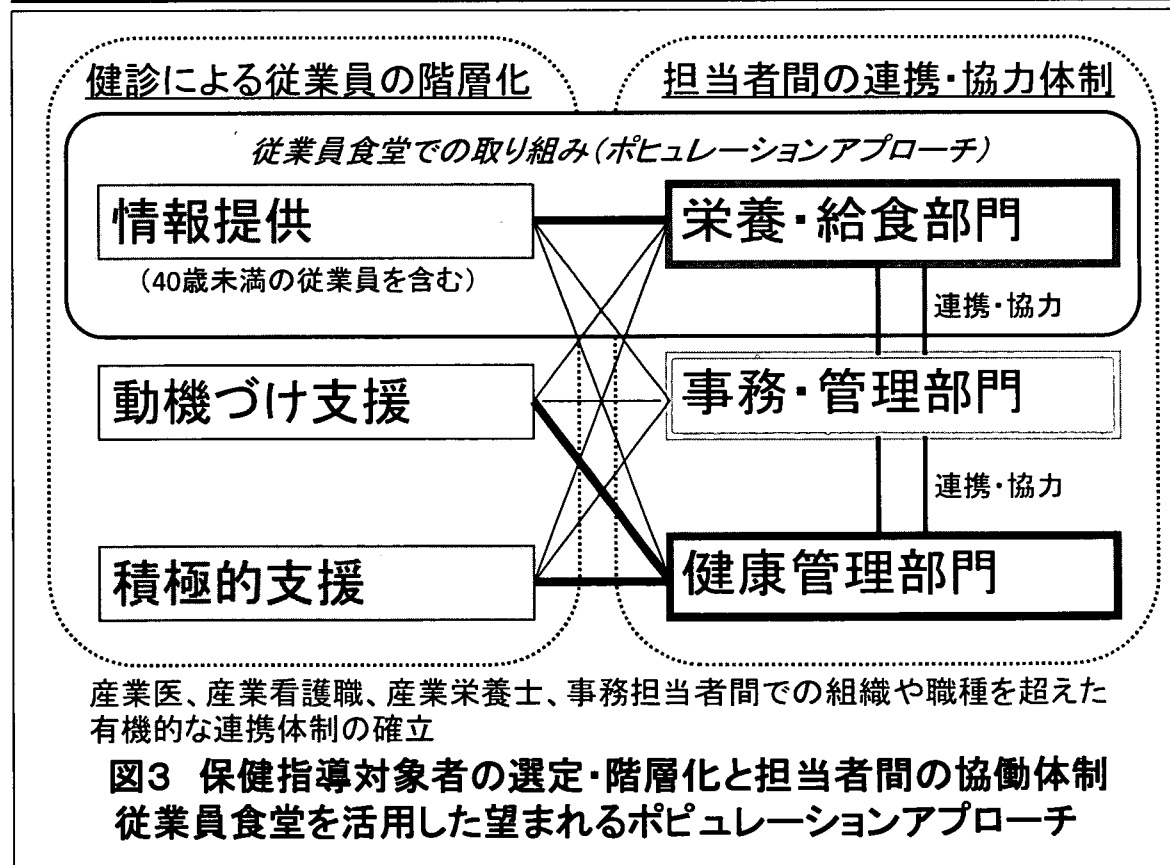 健診による従業員の階層化
担当者間の連携・協力体制
従業員食堂での取り組み(ポヒュレーションアプローチ)
情報提供
(40歳未満の従業員を含む)
栄養・給食部門
連携・協力
動機づけ支援
事務・管理部門
連携・協力
積極的支援
健康管理部門
産業医、産業看護職、産業栄養士、事務担当者間での組織や職種を超えた
有機的な連携体制の確立
図3 保健指導対象者の選定・階層化と担当者間の協働体制
従業員食堂を活用した望まれるポピュレーションアプローチ